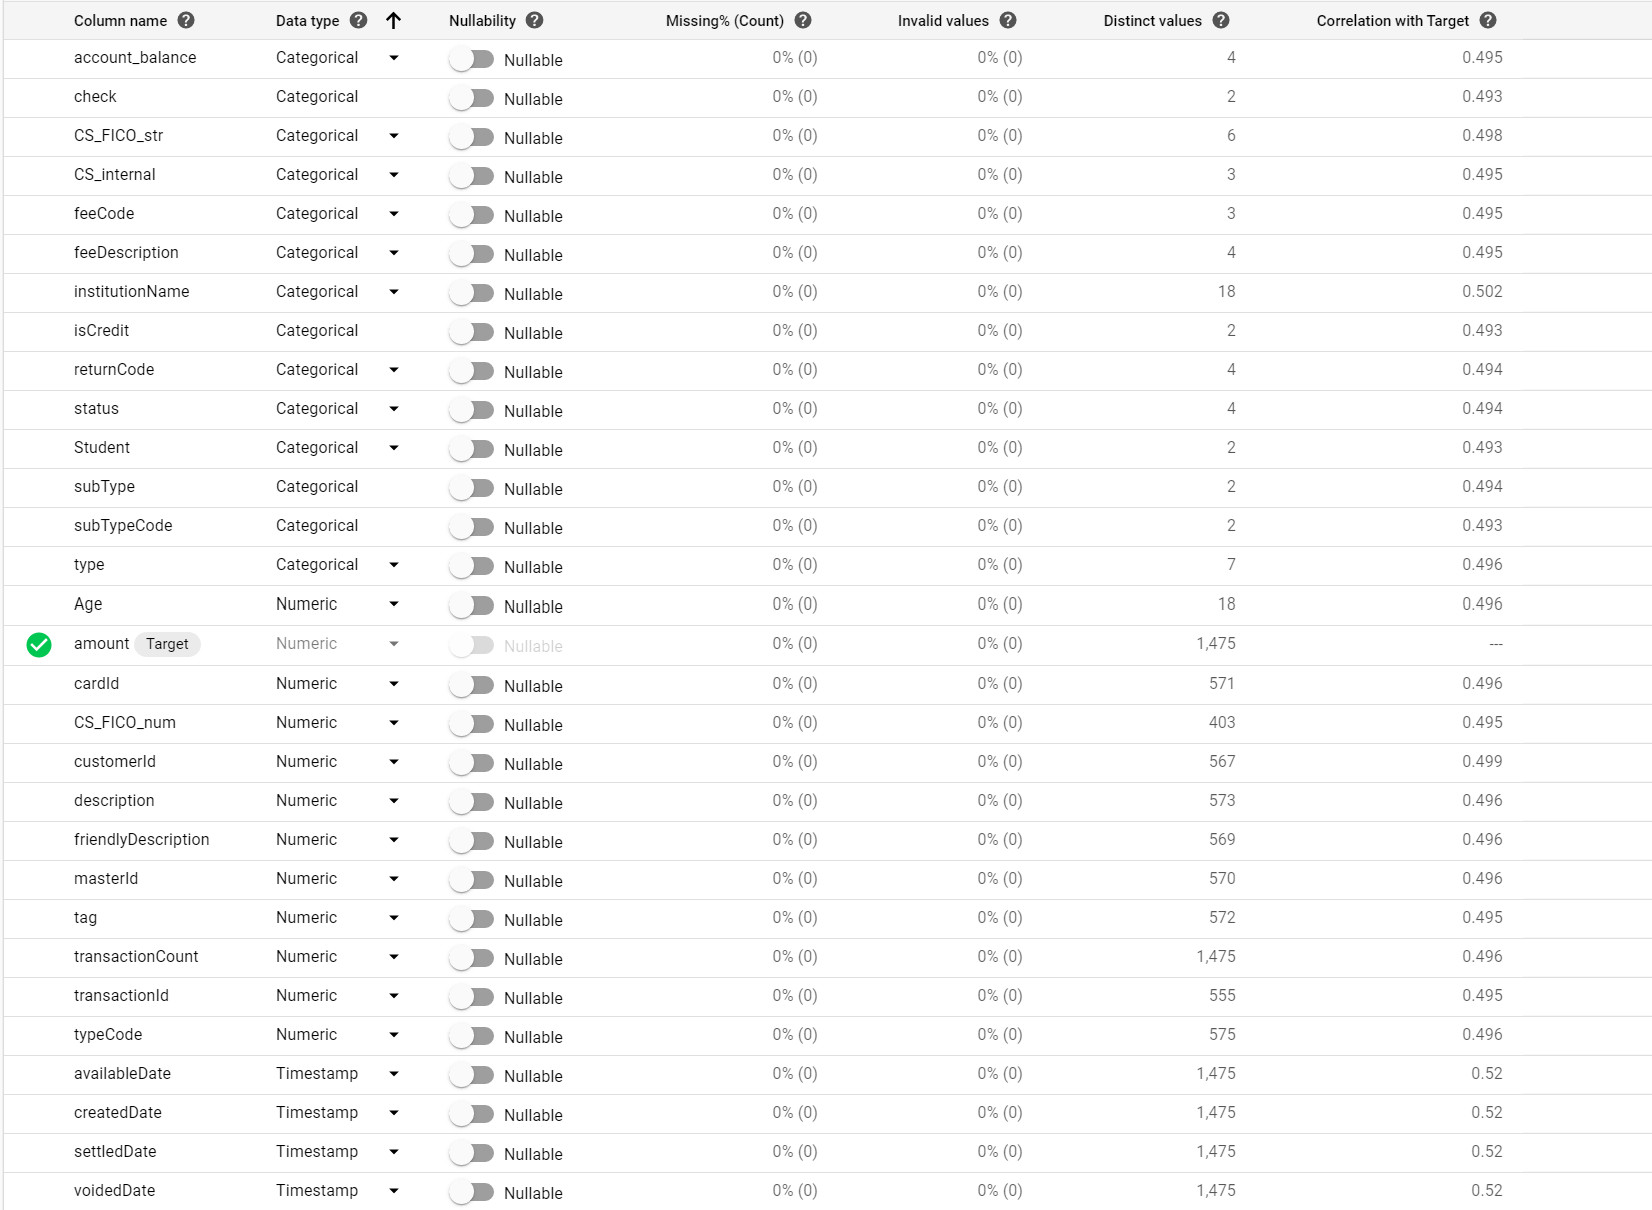 Column name Data type Nullability Missing% (Count) Invalid values Distinct values Correlation with Target
account_balance Categorical Nullable 0% (0) 0% (0) 4 0.495
check Categorical Nullable 0% (0) 0% (0) 2 0.493
CS_FICO_str Categorical Nullable 0% (0) 0% (0) 6 0.498
CS_internal Categorical Nullable 0% (0) 0% (0) 3 0.495
feeCode Categorical Nullable 0% (0) 0% (0) 3 0.495
feeDescription Categorical Nullable 0% (0) 0% (0) 4 0.495
institutionName Categorical Nullable 0% (0) 0% (0) 18 0.502
isCredit Categorical Nullable 0% (0) 0% (0) 2 0.493
returnCode Categorical Nullable 0% (0) 0% (0) 4 0.494
status Categorical Nullable 0% (0) 0% (0) 4 0.494
Student Categorical Nullable 0% (0) 0% (0) 2 0.493
subType Categorical Nullable 0% (0) 0% (0) 2 0.494
subTypeCode Categorical Nullable 0% (0) 0% (0) 2 0.493
type Categorical Nullable 0% (0) 0% (0) 7 0.496
Age Numeric Nullable 0% (0) 0% (0) 18 0.496
amount Target Numeric Nullable 0% (0) 0% (0) 1,475 ---
cardId Numeric Nullable 0% (0) 0% (0) 571 0.496
CS_FICO_num Numeric Nullable 0% (0) 0% (0) 403 0.495
customerId Numeric Nullable 0% (0) 0% (0) 567 0.499
description Numeric Nullable 0% (0) 0% (0) 573 0.496
friendlyDescription Numeric Nullable 0% (0) 0% (0) 569 0.496
masterId Numeric Nullable 0% (0) 0% (0) 570 0.496
tag Numeric Nullable 0% (0) 0% (0) 572 0.495
transactionCount Numeric Nullable 0% (0) 0% (0) 1,475 0.496
transactionId Numeric Nullable 0% (0) 0% (0) 555 0.495
typeCode Numeric Nullable 0% (0) 0% (0) 575 0.496
availableDate Timestamp Nullable 0% (0) 0% (0) 1,475 0.52
createdDate Timestamp Nullable 0% (0) 0% (0) 1,475 0.52
settledDate Timestamp Nullable 0% (0) 0% (0) 1,475 0.52
voidedDate Timestamp Nullable 0% (0) 0% (0) 1,475 0.52